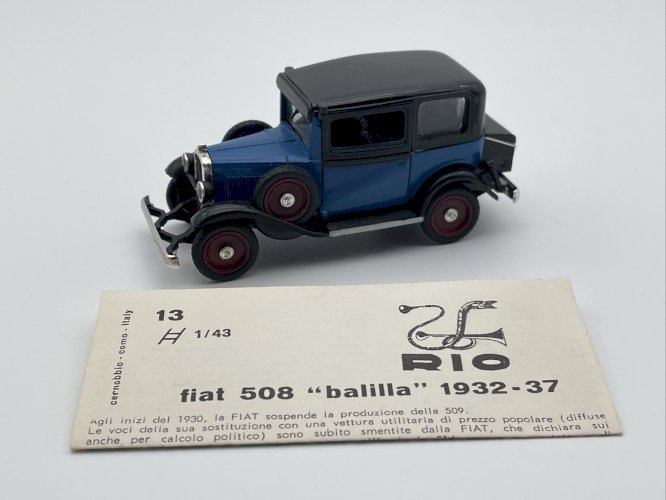 cernobbio - como - italy
13
1/43
RIO
fiat 508 "balilla" 1932-37
Agli inizi del 1930, la FIAT sospende la produzione della 509.
Le voci della sua sostituzione con una vettura utilitaria di prezzo popolare (diffuse
anche per calcolo politico) sono subito smentite dalla FIAT, che dichiara sui